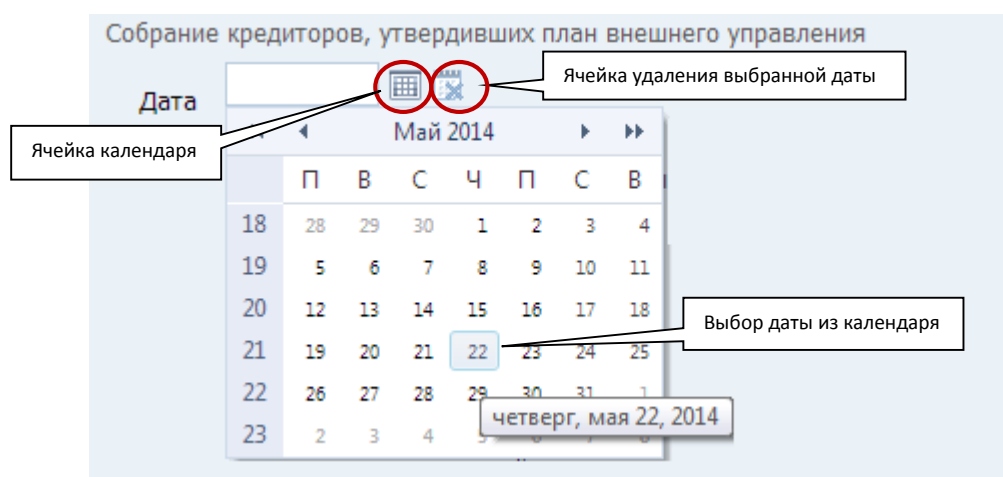 Собрание кредиторов, утвердивших план внешнего управления
Ячейка удаления выбранной даты
Дата
Ячейка календаря
Май 2014
П В С Ч П С В
18 28 29 30 1 2 3 4
19 5 6 7 8 9 10 11
20 12 13 14 15 16 17 18
Выбор даты из календаря
21 19 20 21 22 23 24 25
22 26 27 28 29 30 31 1
четверг, мая 22, 2014
23 2 3 4